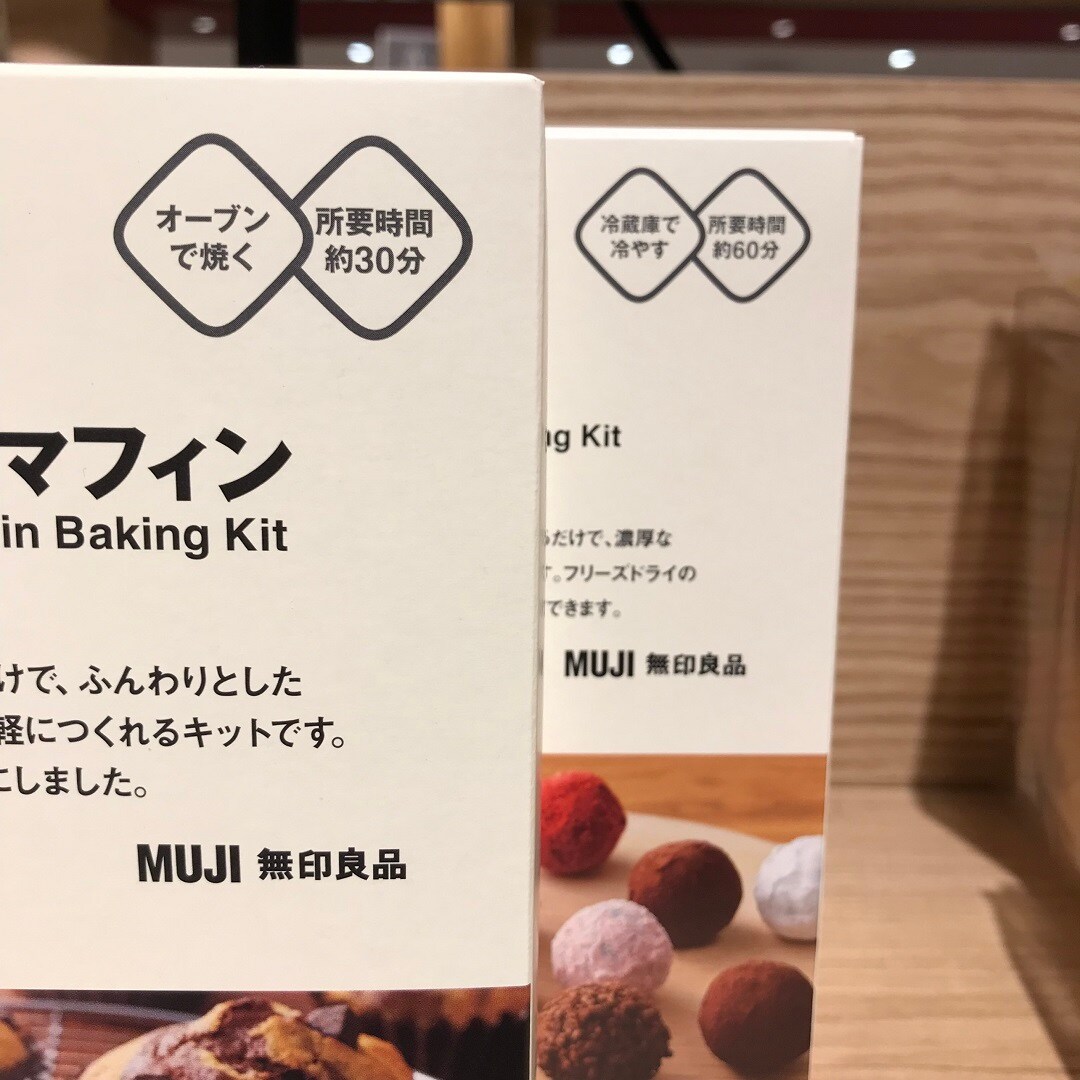 オーブン
で焼く
所要時間
約30分
マフィン
in Baking Kit
けで、ふんわりとした
軽につくれるキットです。
にしました。
MUJI 無印良品
冷蔵庫で
冷やす
所要時間
約60分
ng Kit
るだけで、濃厚な
す。フリーズドライの
できます。
MUJI 無印良品